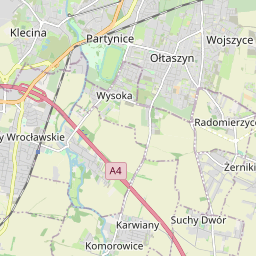 Klecina
Partynice
Wojszyce
Ołtaszyn
Wysoka
Radomierzyce
y Wrocławskie
A4
Żerniki
Suchy Dwór
Karwiany
Komorowice